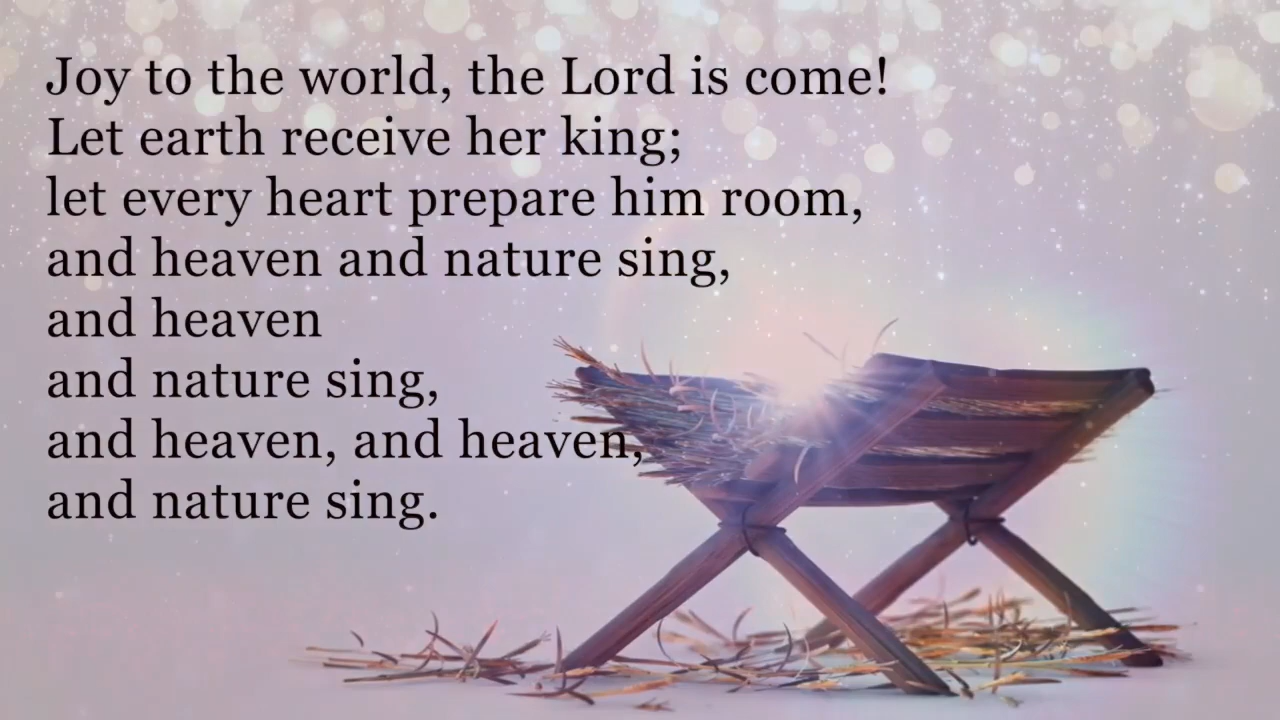 Joy to the world, the Lord is come!
Let earth receive her king;
let every heart prepare him room,
and heaven and nature sing,
and heaven
and nature sing,
and heaven, and heaven,
and nature sing.